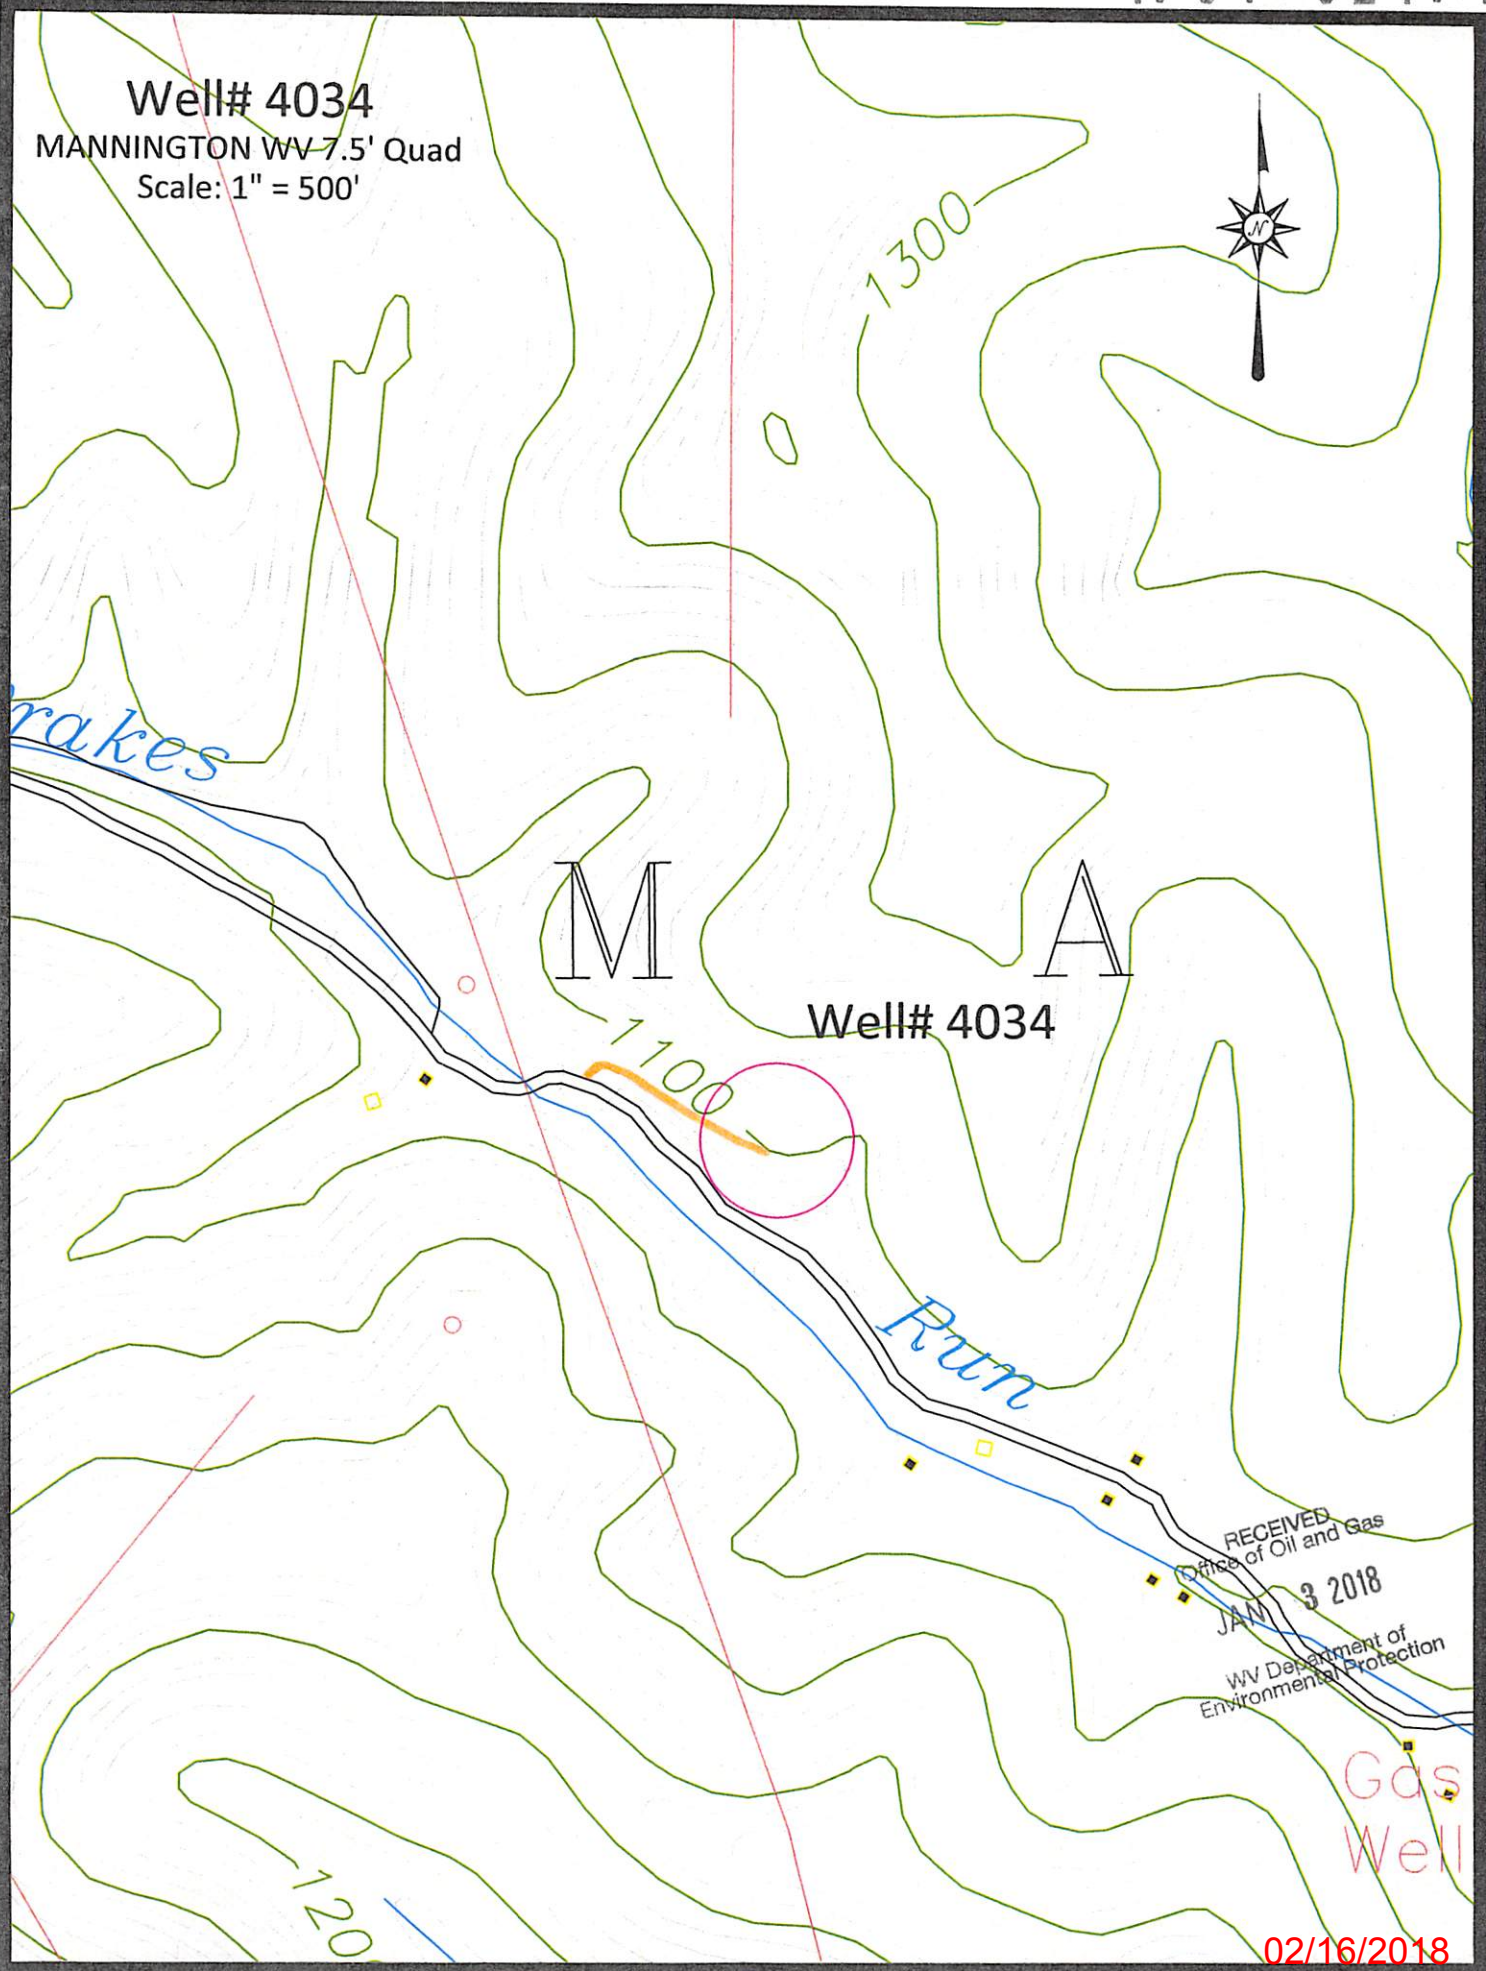 Well# 4034
MANNINGTON WV 7.5' Quad
Scale: 1" = 500'
1300
N
rakes
M A
Well# 4034
1100
Run
RECEIVED
Office of Oil and Gas
JAN 3 2018
WV Department of
Environmental Protection
Gas
Well
120
02/16/2018